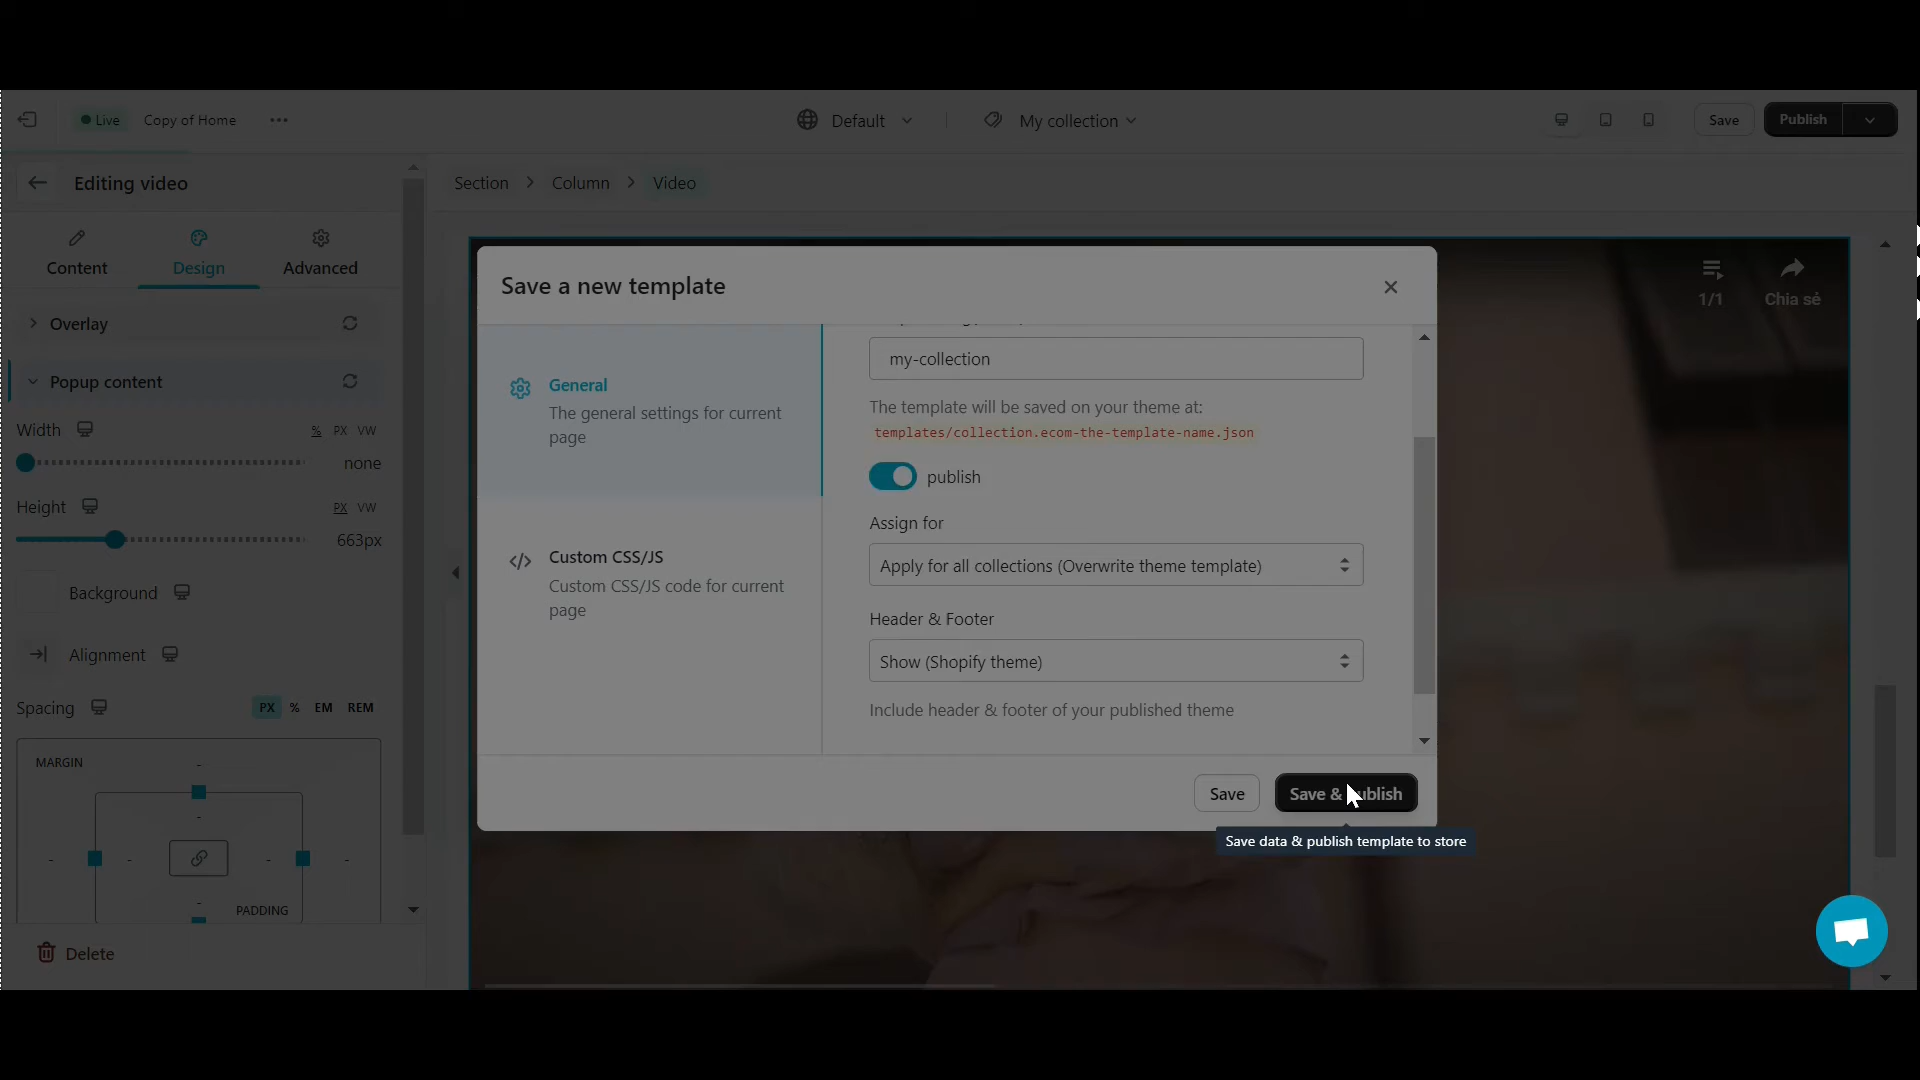 Live Copy of Home
Default
My collection
Save
Publish
Editing video
Section > Column > Video
Content
Design
Advanced
Overlay
Popup content
Width % PX VW
none
Height PX VW
663px
Background
Alignment
Spacing PX % EM REM
MARGIN
-
-
- - - -
-
PADDING
Delete
1/1
Chia sẻ
Save a new template
General
The general settings for current
page
Custom CSS/JS
Custom CSS/JS code for current
page
my-collection
The template will be saved on your theme at:
templates/collection.ecom-the-template-name.json
publish
Assign for
Apply for all collections (Overwrite theme template)
Header & Footer
Show (Shopify theme)
Include header & footer of your published theme
Save
Save & Publish
Save data & publish template to store